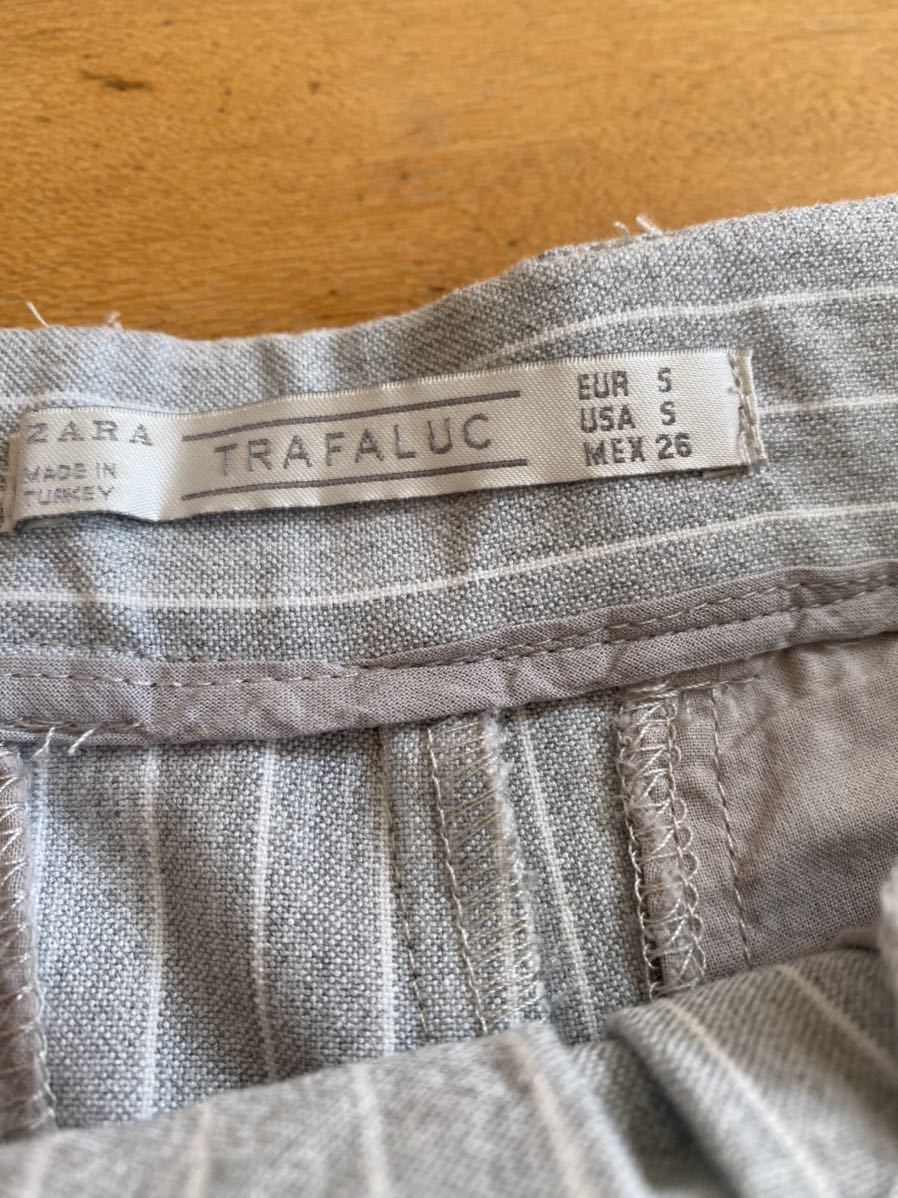 ZARA
MADE IN
TURKEY
TRAFALUC
EUR S
USA S
MEX 26